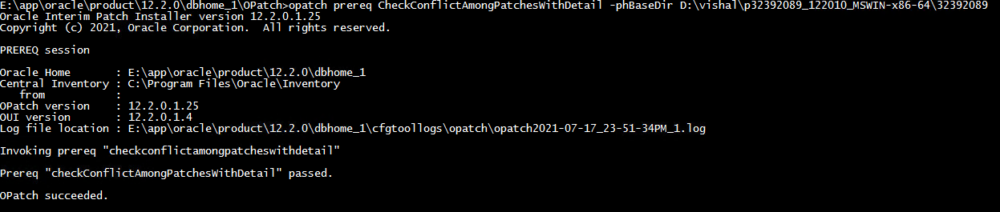 E:\app\oracle\product\12.2.0\dbhome_1\OPatch>opatch prereq CheckConflictAmongPatchesWithDetail -phBaseDir D:\vishal\p32392089_122010_MSWIN-x86-64\32392089
Oracle Interim Patch Installer version 12.2.0.1.25
Copyright (c) 2021, Oracle Corporation.  All rights reserved.
PREREQ session
Oracle Home       : E:\app\oracle\product\12.2.0\dbhome_1
Central Inventory : C:\Program Files\Oracle\Inventory
   from           :
OPatch version    : 12.2.0.1.25
OUI version       : 12.2.0.1.4
Log file location : E:\app\oracle\product\12.2.0\dbhome_1\cfgtoollogs\opatch\opatch2021-07-17_23-51-34PM_1.log
Invoking prereq "checkconflictamongpatcheswithdetail"
Prereq "checkConflictAmongPatchesWithDetail" passed.
OPatch succeeded.